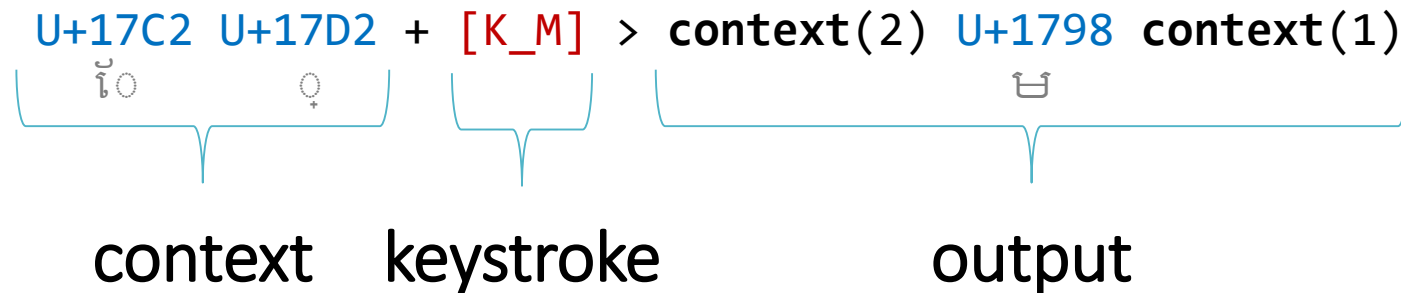 U+17C2 U+17D2 + [K_M] > context(2) U+1798 context(1)
ែ ្ ម
context keystroke output